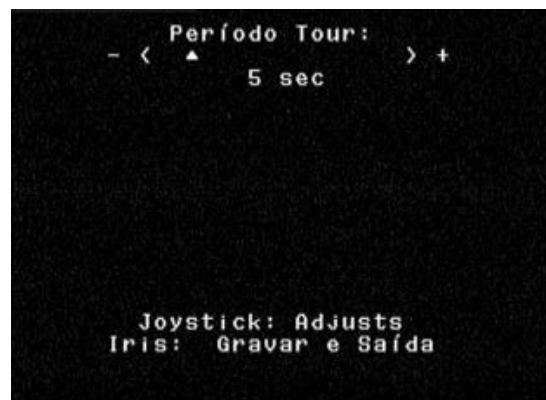 Período Tour:
- < ▲ > +
5 sec
Joystick: Adjusts
Iris: Gravar e Saída